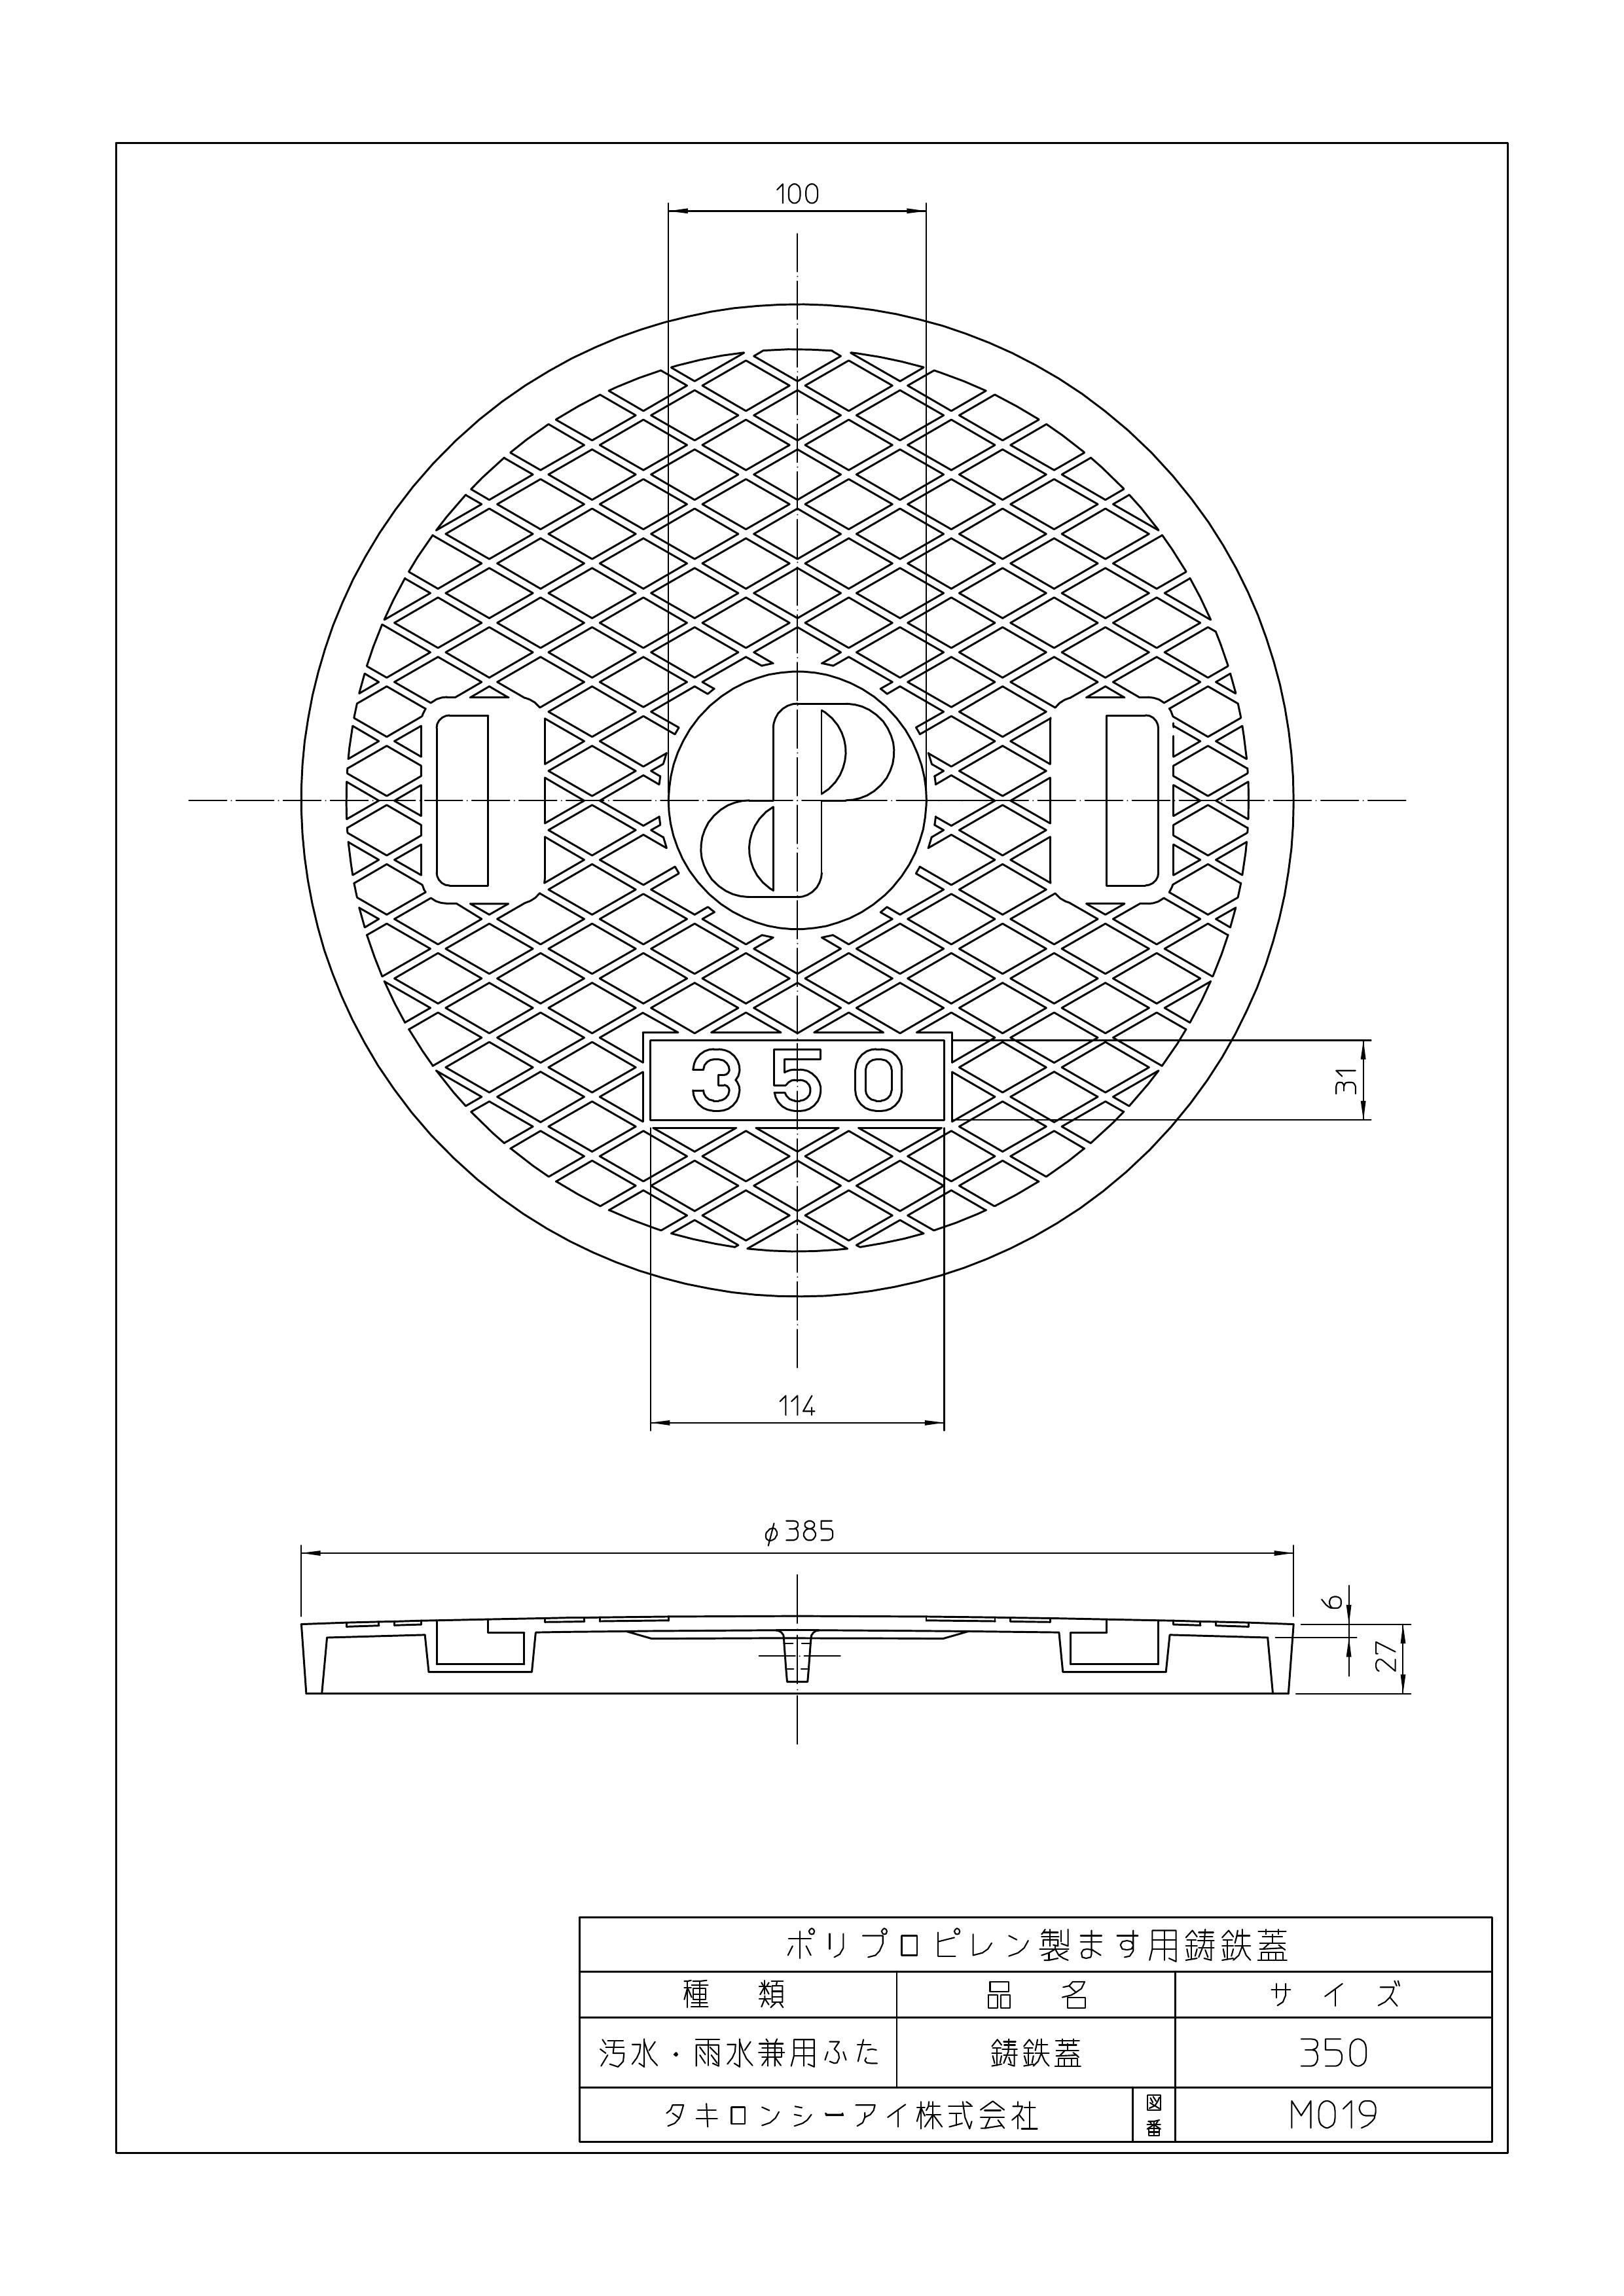 100
350
31
114
φ385
6
27
ポリプロピレン製ます用鋳鉄蓋
種 類 品 名 サ イ ズ
汚水・雨水兼用ふた 鋳鉄蓋 350
タキロンシーアイ株式会社 図番 M019